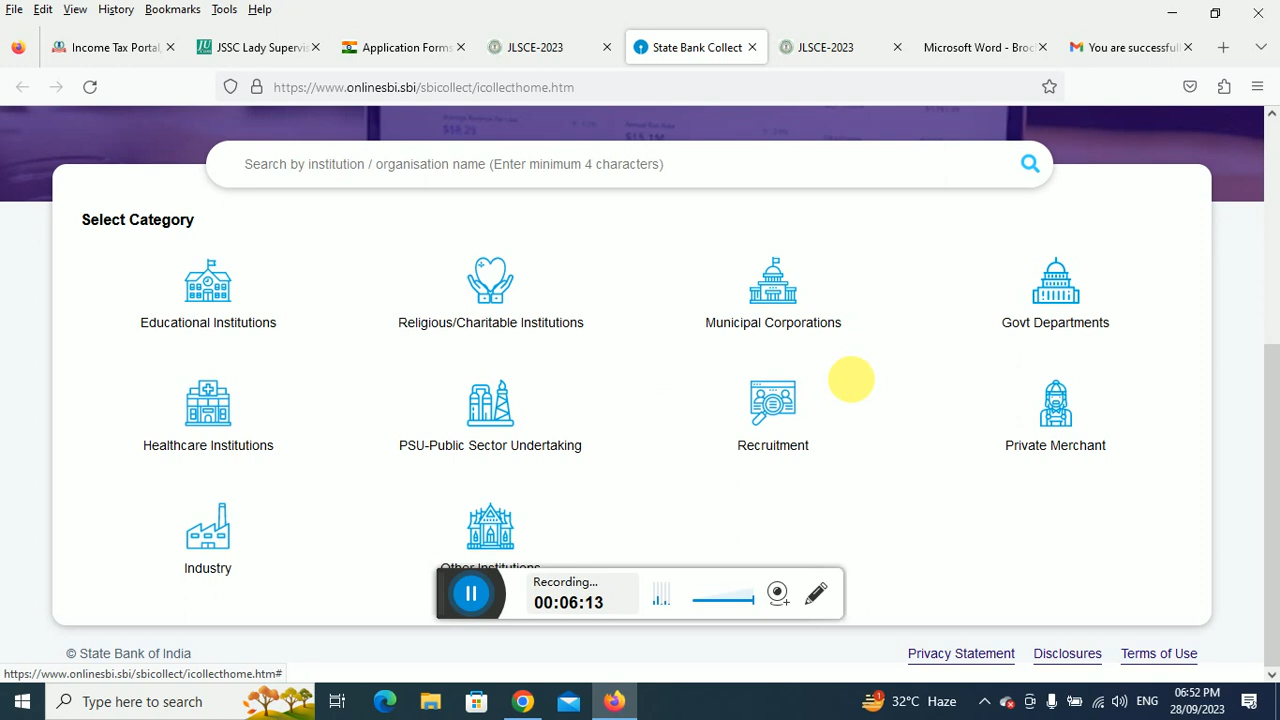 File Edit View History Bookmarks Tools Help
Income Tax Portal, JSSC Lady Supervis Application Forms JLSCE-2023 State Bank Collect JLSCE-2023 Microsoft Word - Broc You are successfull
https://www.onlinesbi.sbi/sbicollect/icollecthome.htm
Search by institution / organisation name (Enter minimum 4 characters)
Select Category
Educational Institutions Religious/Charitable Institutions Municipal Corporations Govt Departments
Healthcare Institutions PSU-Public Sector Undertaking Recruitment Private Merchant
Industry Other Institutions
Recording...
00:06:13
© State Bank of India Privacy Statement Disclosures Terms of Use
https://www.onlinesbi.sbi/sbicollect/icollecthome.htm#
Type here to search 32°C Haze ENG 06:52 PM
28/09/2023